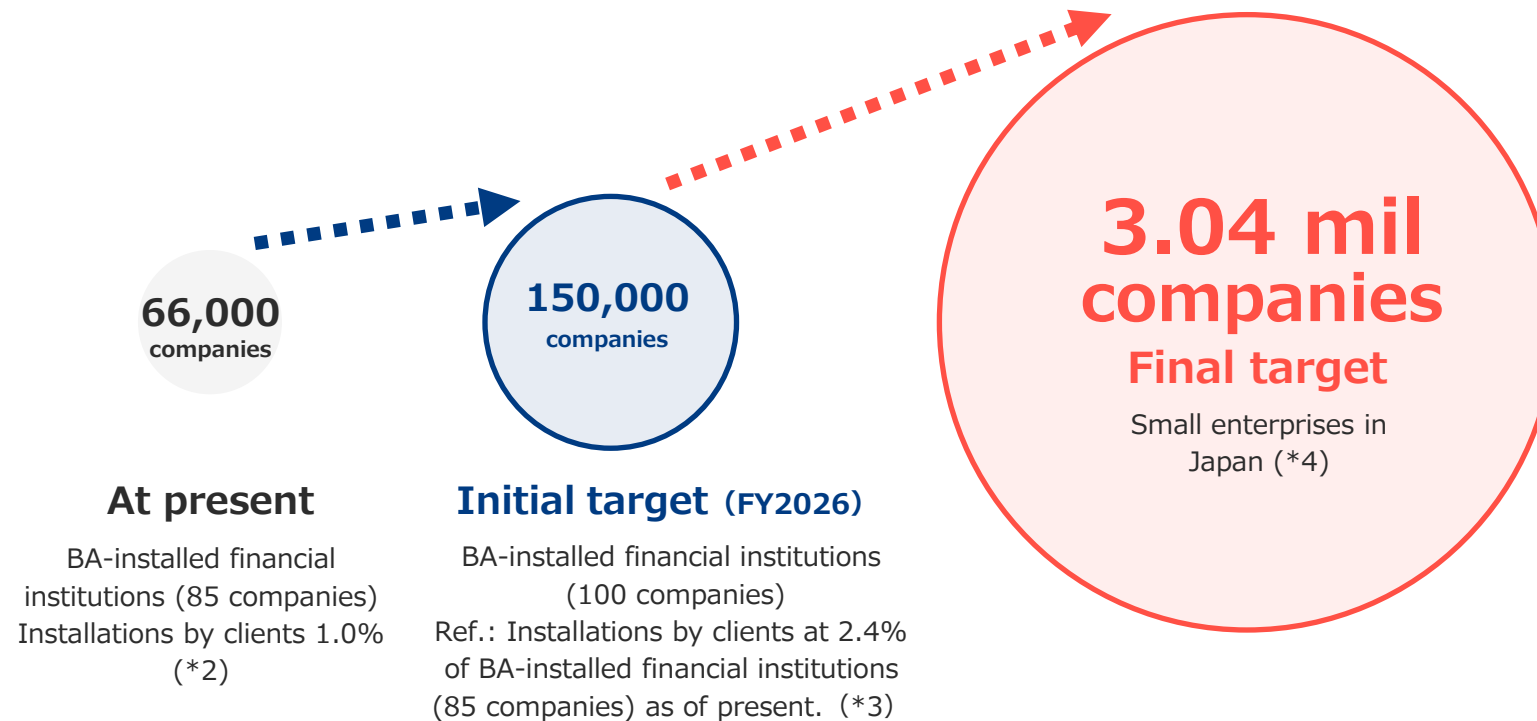 66,000
companies
At present
BA-installed financial
institutions (85 companies)
Installations by clients 1.0%
(*2)
150,000
companies
Initial target（FY2026）
BA-installed financial institutions
(100 companies)
Ref.: Installations by clients at 2.4%
of BA-installed financial institutions
(85 companies) as of present.（*3）
3.04 mil
companies
Final target
Small enterprises in
Japan (*4)